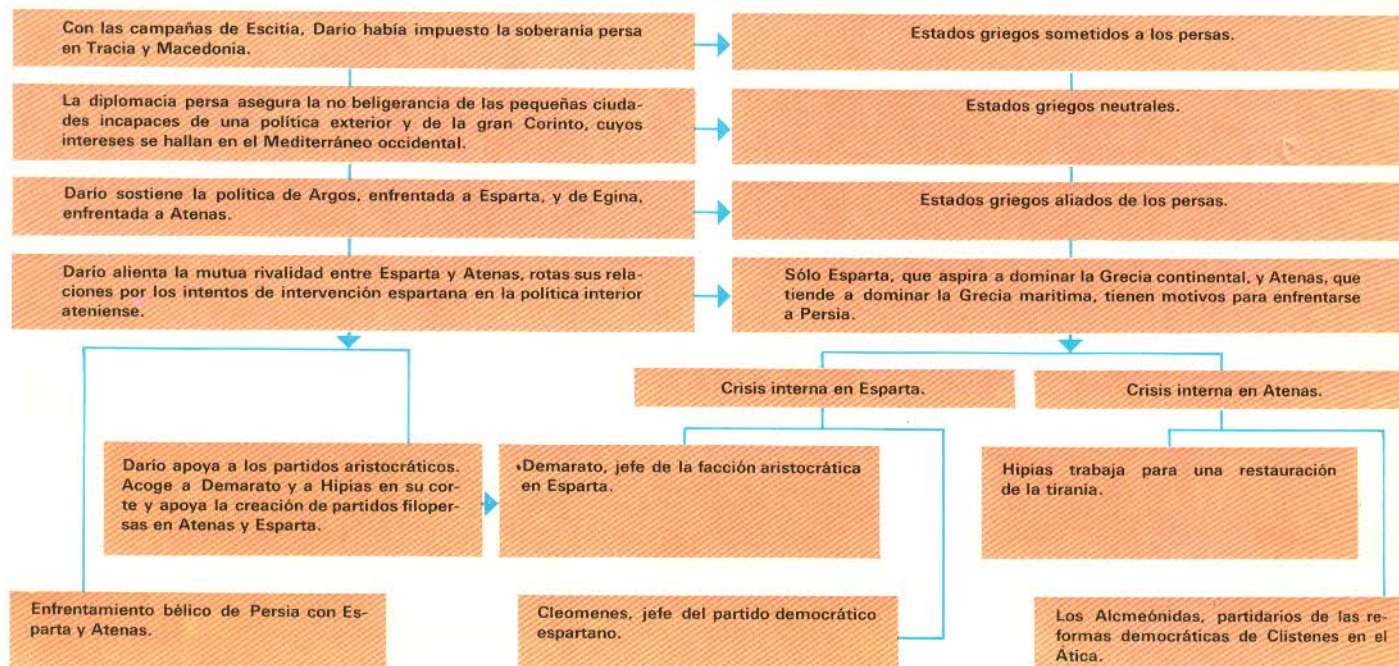 Con las campañas de Escitia, Darío había impuesto la soberanía persa
en Tracia y Macedonia.
Estados griegos sometidos a los persas.
La diplomacia persa asegura la no beligerancia de las pequeñas ciuda-
des incapaces de una política exterior y de la gran Corinto, cuyos
intereses se hallan en el Mediterráneo occidental.
Estados griegos neutrales.
Darío sostiene la política de Argos, enfrentada a Esparta, y de Egina,
enfrentada a Atenas.
Estados griegos aliados de los persas.
Darío alienta la mutua rivalidad entre Esparta y Atenas, rotas sus rela-
ciones por los intentos de intervención espartana en la política interior
ateniense.
Sólo Esparta, que aspira a dominar la Grecia continental, y Atenas, que
tiende a dominar la Grecia marítima, tienen motivos para enfrentarse
a Persia.
Crisis interna en Esparta.
Crisis interna en Atenas.
Darío apoya a los partidos aristocráticos.
Acoge a Demarato y a Hipias en su cor-
te y apoya la creación de partidos filoper-
sas en Atenas y Esparta.
Demarato, jefe de la facción aristocrática
en Esparta.
Hipias trabaja para una restauración
de la tiranía.
Enfrentamiento bélico de Persia con Es-
parta y Atenas.
Cleomenes, jefe del partido democrático
espartano.
Los Alcmeónidas, partidarios de las re-
formas democráticas de Clístenes en el
Ática.